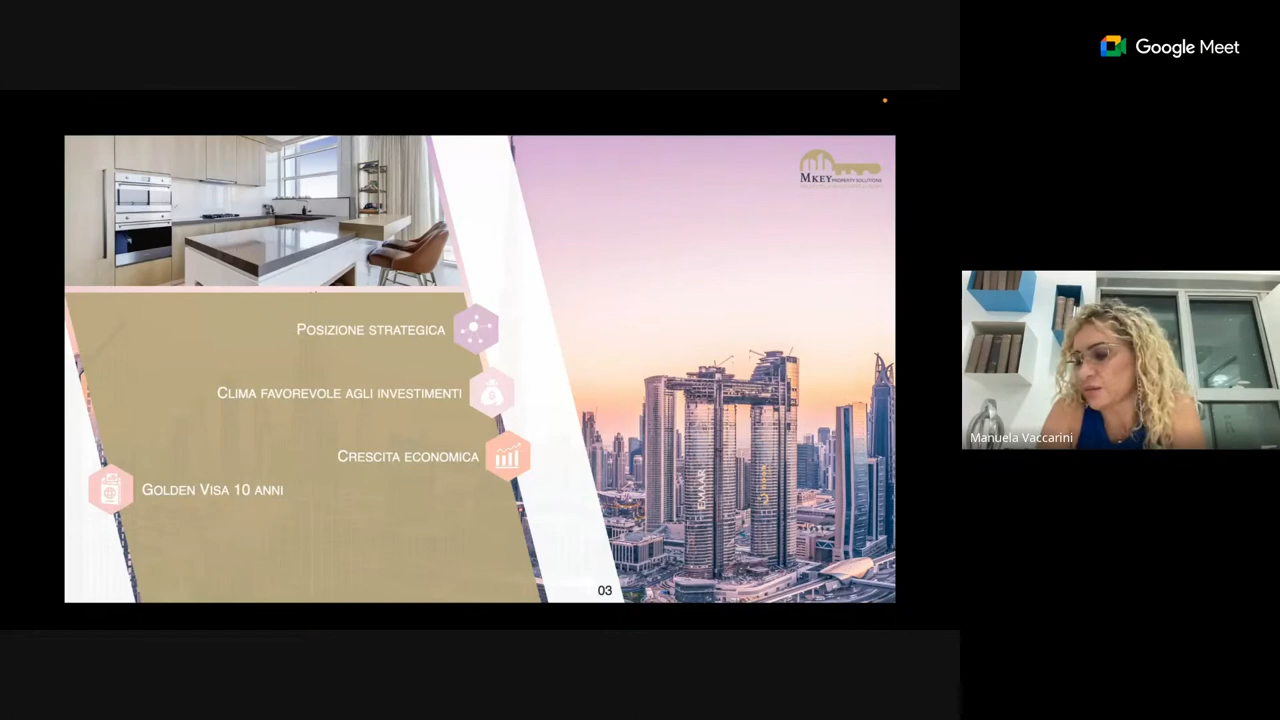 Google Meet
MKEY PROPERTY SOLUTIONS
POSIZIONE STRATEGICA
CLIMA FAVOREVOLE AGLI INVESTIMENTI
CRESCITA ECONOMICA
GOLDEN VISA 10 ANNI
EMAAR
03
Manuela Vaccarini